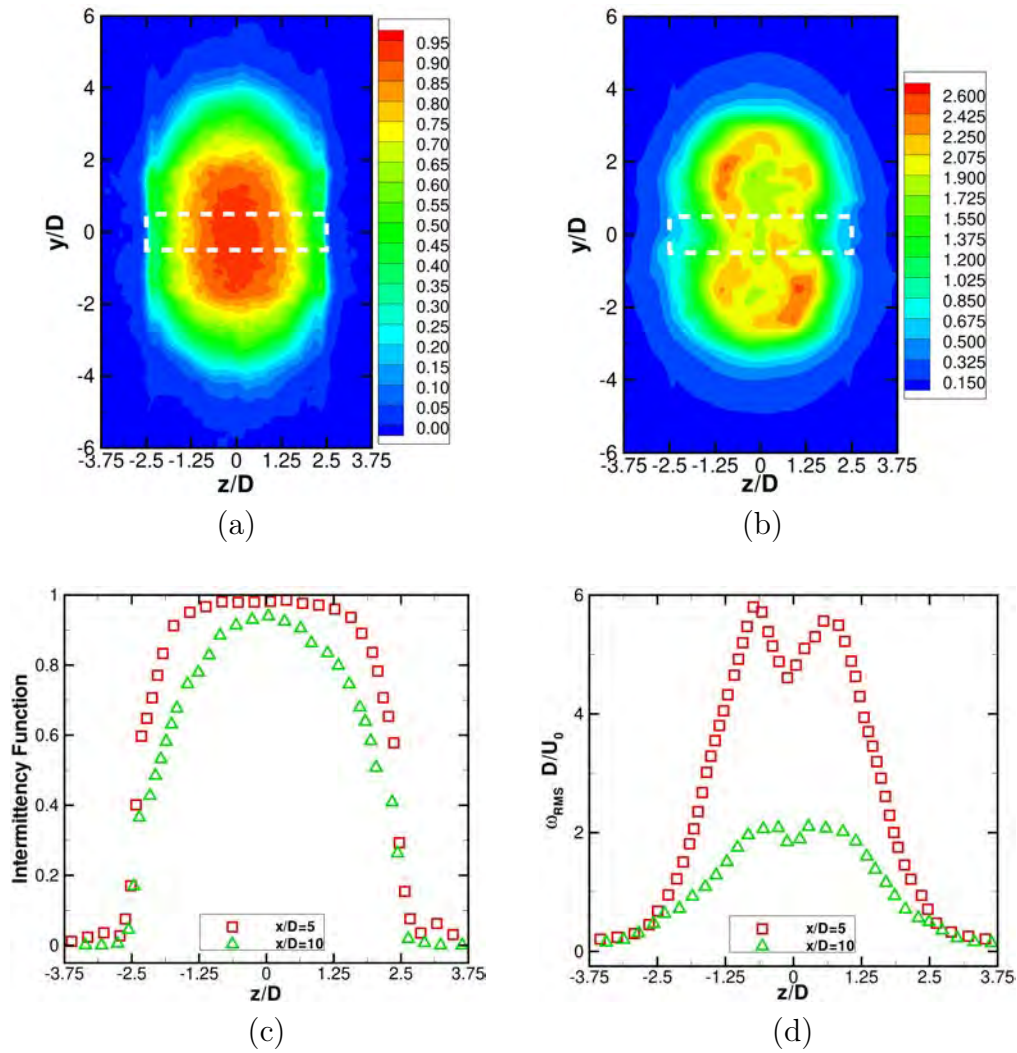 6
4
2
0
-2
-4
-6
y/D
-3.75 -2.5 -1.25 0 1.25 2.5 3.75
z/D
0.95
0.90
0.85
0.80
0.75
0.70
0.65
0.60
0.55
0.50
0.45
0.40
0.35
0.30
0.25
0.20
0.15
0.10
0.05
0.00
(a)
6
4
2
0
-2
-4
-6
y/D
-3.75 -2.5 -1.25 0 1.25 2.5 3.75
z/D
2.600
2.425
2.250
2.075
1.900
1.725
1.550
1.375
1.200
1.025
0.850
0.675
0.500
0.325
0.150
(b)
1
0.8
0.6
0.4
0.2
0
Intermittency Function
x/D=5
x/D=10
-3.75 -2.5 -1.25 0 1.25 2.5 3.75
z/D
(c)
6
4
2
0
ω_RMS D/U_0
x/D=5
x/D=10
-3.75 -2.5 -1.25 0 1.25 2.5 3.75
z/D
(d)